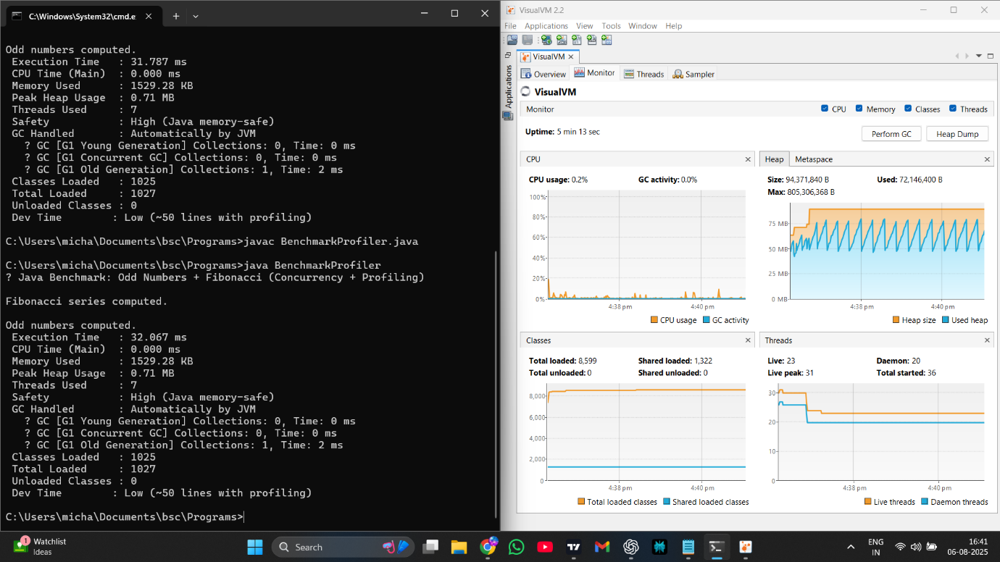 C:\Windows\System32\cmd.e
Odd numbers computed.
Execution Time : 31.787 ms
CPU Time (Main) : 0.000 ms
Memory Used : 1529.28 KB
Peak Heap Usage : 0.71 MB
Threads Used : 7
Safety : High (Java memory-safe)
GC Handled : Automatically by JVM
? GC [G1 Young Generation] Collections: 0, Time: 0 ms
? GC [G1 Concurrent GC] Collections: 0, Time: 0 ms
? GC [G1 Old Generation] Collections: 1, Time: 2 ms
Classes Loaded : 1025
Total Loaded : 1027
Unloaded Classes : 0
Dev Time : Low (~50 lines with profiling)
C:\Users\micha\Documents\bsc\Programs>javac BenchmarkProfiler.java
C:\Users\micha\Documents\bsc\Programs>java BenchmarkProfiler
? Java Benchmark: Odd Numbers + Fibonacci (Concurrency + Profiling)
Fibonacci series computed.
Odd numbers computed.
Execution Time : 32.067 ms
CPU Time (Main) : 0.000 ms
Memory Used : 1529.28 KB
Peak Heap Usage : 0.71 MB
Threads Used : 7
Safety : High (Java memory-safe)
GC Handled : Automatically by JVM
? GC [G1 Young Generation] Collections: 0, Time: 0 ms
? GC [G1 Concurrent GC] Collections: 0, Time: 0 ms
? GC [G1 Old Generation] Collections: 1, Time: 2 ms
Classes Loaded : 1025
Total Loaded : 1027
Unloaded Classes : 0
Dev Time : Low (~50 lines with profiling)
C:\Users\micha\Documents\bsc\Programs>
VisualVM 2.2
File Applications View Tools Window Help
Applications
VisualVM
Overview Monitor Threads Sampler
VisualVM
Monitor CPU Memory Classes Threads
Uptime: 5 min 13 sec
Perform GC Heap Dump
CPU
CPU usage: 0.2% GC activity: 0.0%
100%
80%
60%
40%
20%
0%
4:38 pm 4:40 pm
CPU usage GC activity
Heap Metaspace
Size: 94,371,840 B Used: 72,146,400 B
Max: 805,306,368 B
75 MB
50 MB
25 MB
0 MB
4:38 pm 4:40 pm
Heap size Used heap
Classes
Total loaded: 8,599 Shared loaded: 1,322
Total unloaded: 0 Shared unloaded: 0
8,000
6,000
4,000
2,000
0
4:38 pm 4:40 pm
Total loaded classes Shared loaded classes
Threads
Live: 23 Daemon: 20
Live peak: 31 Total started: 36
30
20
10
0
4:38 pm 4:40 pm
Live threads Daemon threads
1
Watchlist
Ideas
Search
ENG
IN
16:41
06-08-2025